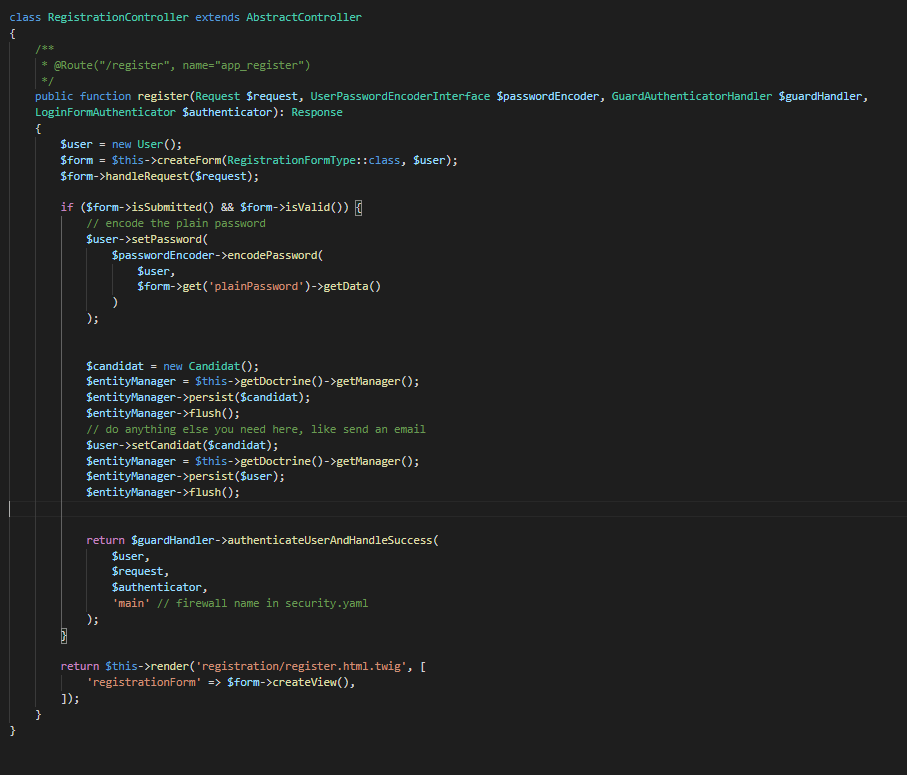 class RegistrationController extends AbstractController
{
    /**
     * @Route("/register", name="app_register")
     */
    public function register(Request $request, UserPasswordEncoderInterface $passwordEncoder, GuardAuthenticatorHandler $guardHandler,
    LoginFormAuthenticator $authenticator): Response
    {
        $user = new User();
        $form = $this->createForm(RegistrationFormType::class, $user);
        $form->handleRequest($request);

        if ($form->isSubmitted() && $form->isValid()) {
            // encode the plain password
            $user->setPassword(
                $passwordEncoder->encodePassword(
                    $user,
                    $form->get('plainPassword')->getData()
                )
            );


            $candidat = new Candidat();
            $entityManager = $this->getDoctrine()->getManager();
            $entityManager->persist($candidat);
            $entityManager->flush();
            // do anything else you need here, like send an email
            $user->setCandidat($candidat);
            $entityManager = $this->getDoctrine()->getManager();
            $entityManager->persist($user);
            $entityManager->flush();


            return $guardHandler->authenticateUserAndHandleSuccess(
                $user,
                $request,
                $authenticator,
                'main' // firewall name in security.yaml
            );
        }

        return $this->render('registration/register.html.twig', [
            'registrationForm' => $form->createView(),
        ]);
    }
}